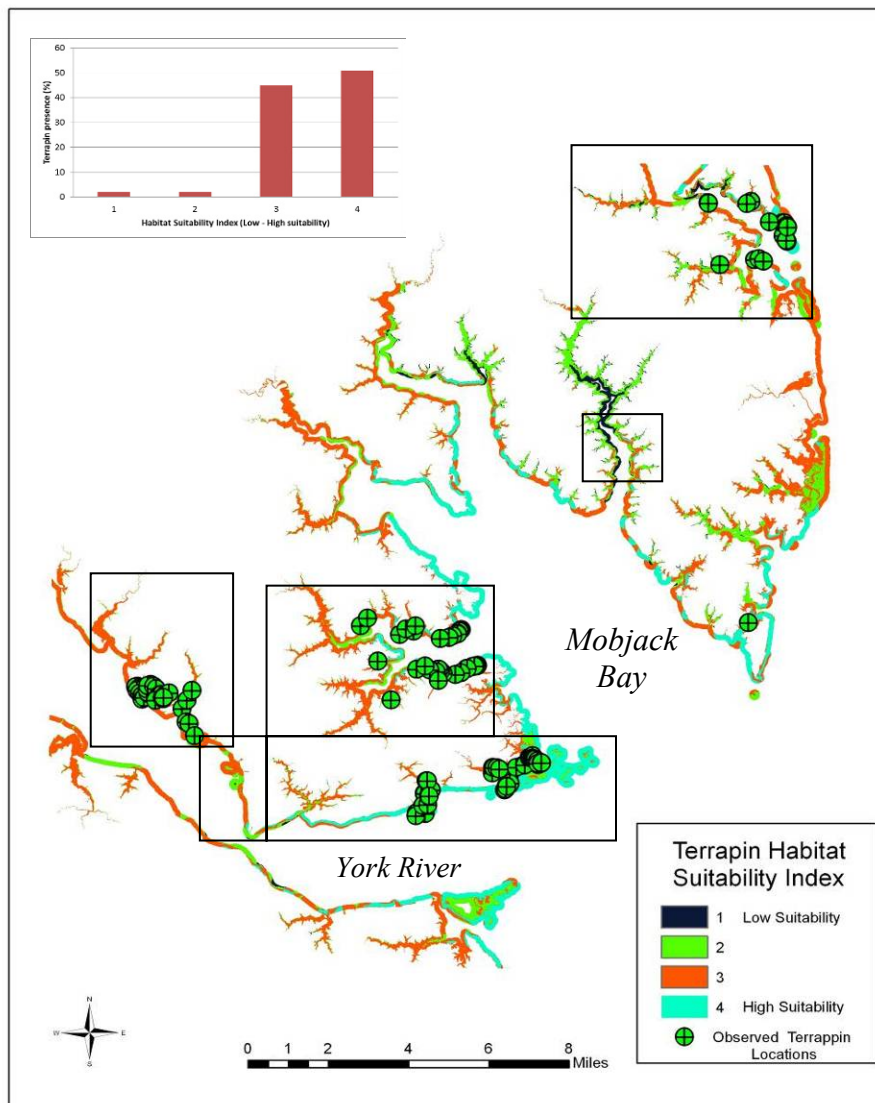 60
50
40
30
20
10
0
Terrapin presence (%)
1 2 3 4
Habitat Suitability Index (Low - High suitability)
Mobjack
Bay
York River
Terrapin Habitat
Suitability Index
1 Low Suitability
2
3
4 High Suitability
Observed Terrappin
Locations
N
W E
S
0 0.5 1 2 4 6 8
Miles